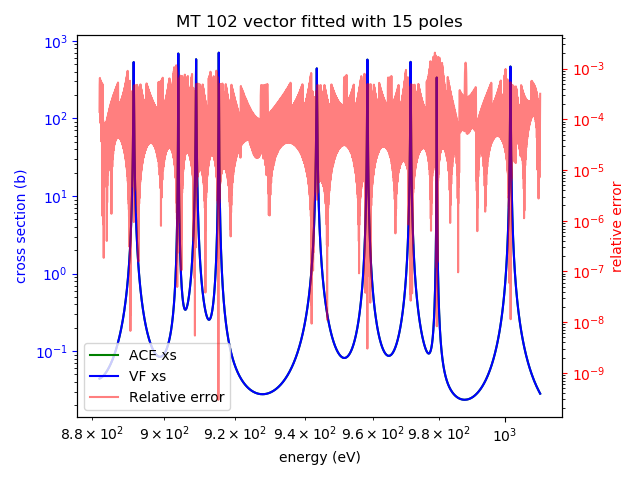 MT 102 vector fitted with 15 poles
cross section (b)
10³
10²
10¹
10⁰
10⁻¹
10⁻³
10⁻⁴
10⁻⁵
10⁻⁶
10⁻⁷
10⁻⁸
10⁻⁹
relative error
ACE xs
VF xs
Relative error
8.8 × 10² 9 × 10² 9.2 × 10² 9.4 × 10² 9.6 × 10² 9.8 × 10² 10³
energy (eV)